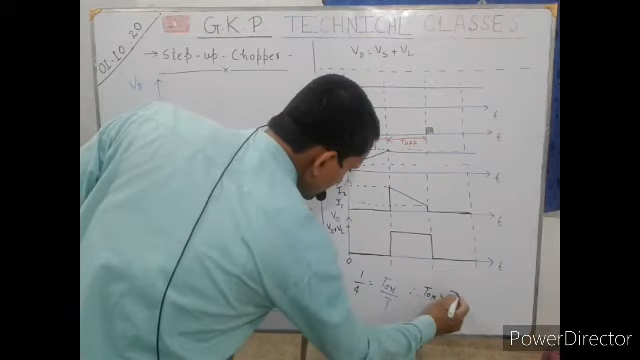 01.10.20
G.K.P TECHNICAL CLASSES
→ Step-up-Chopper -
V0 = VS + VL
V0
t
t
TOFF
t
I2
I1
t
V0
VS+VL
0
t
1/4 = TON/T ∴ TON =
PowerDirector